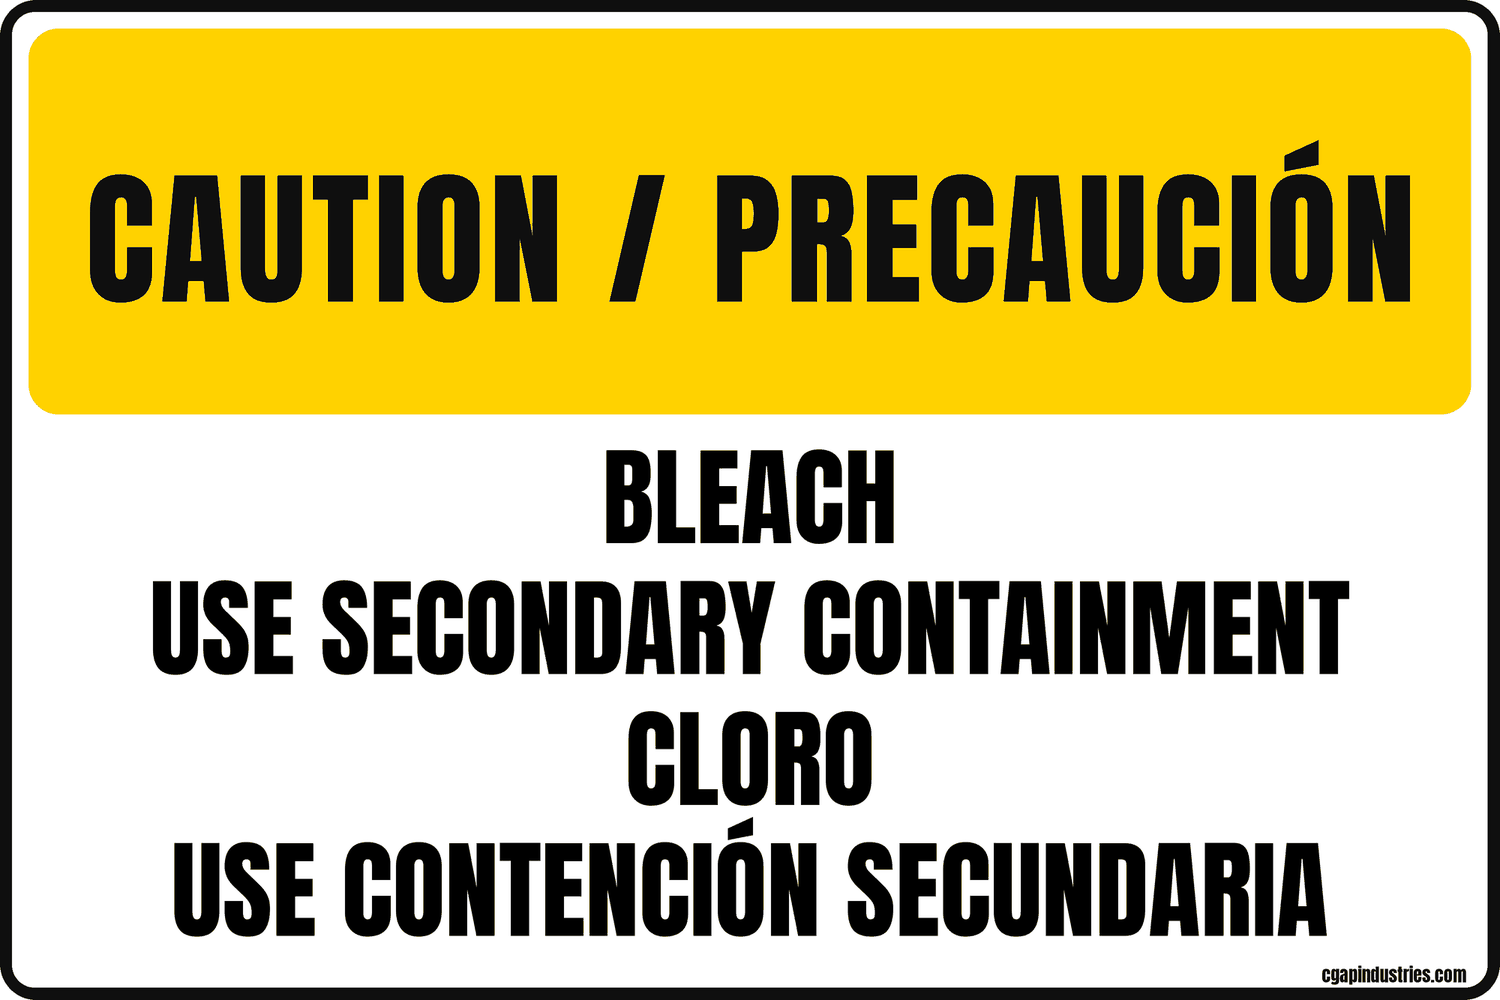 CAUTION / PRECAUCIÓN
BLEACH
USE SECONDARY CONTAINMENT
CLORO
USE CONTENCIÓN SECUNDARIA
cgapindustries.com